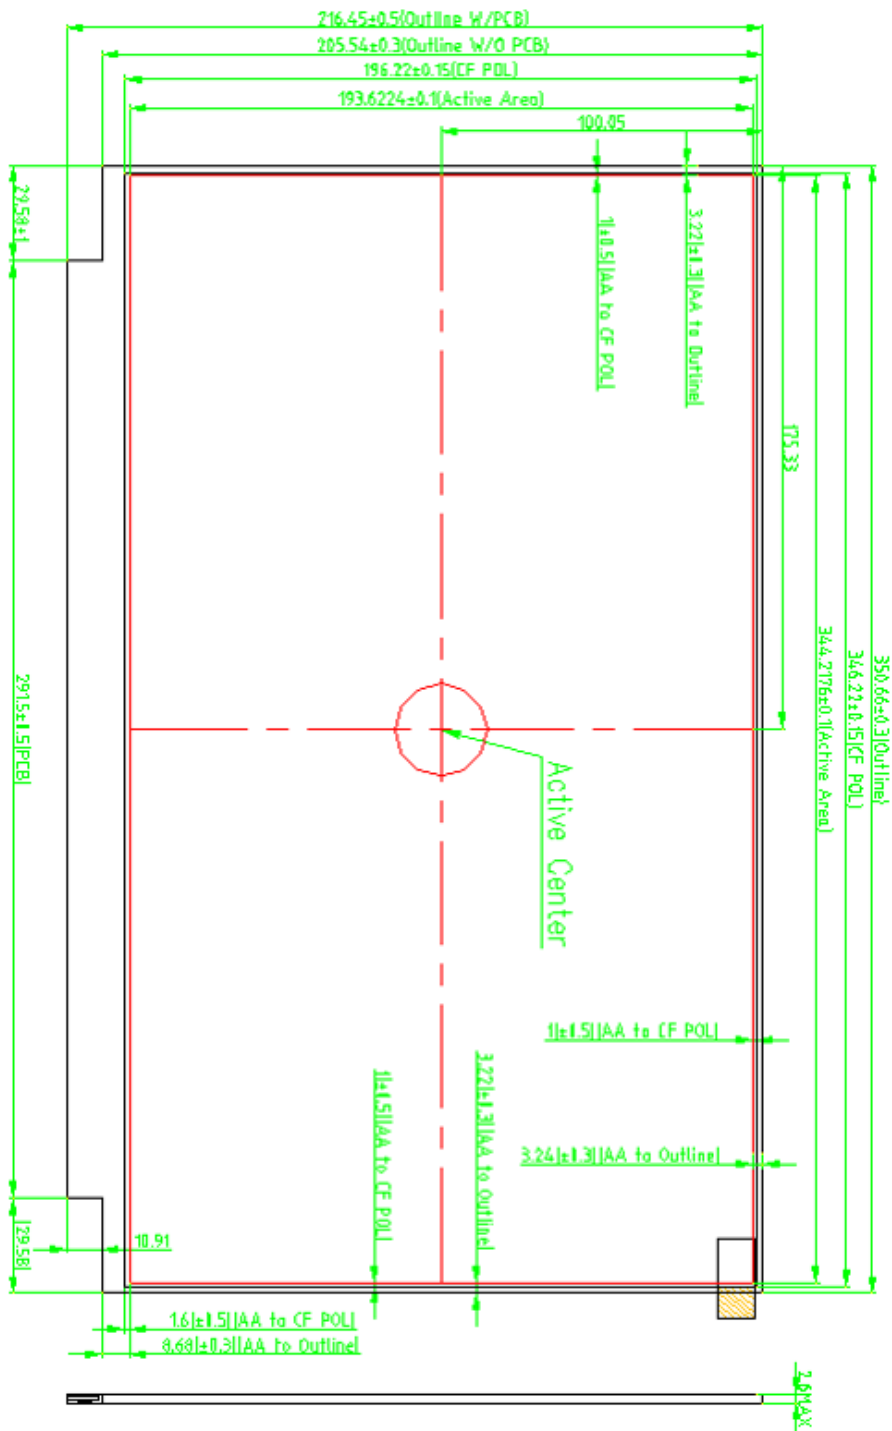 216.45±0.5(Outline W/PCB)
205.54±0.3(Outline W/O PCB)
196.22±0.15(CF POL)
193.6224±0.1(Active Area)
100.05
29.58±1
1(±0.5)(AA to CF POL)
3.22(±0.3)(AA to Outline)
175.33
350.66±0.3(Outline)
346.22±0.15(CF POL)
344.2176±0.1(Active Area)
291.5±0.5(PCB)
Active Center
1(±0.5)(AA to CF POL)
1(±0.5)(AA to CF POL)
3.22(±0.3)(AA to Outline)
3.24(±0.3)(AA to Outline)
(29.58)
10.91
1.6(±0.5)(AA to CF POL)
8.68(±0.3)(AA to Outline)
2.6MAX